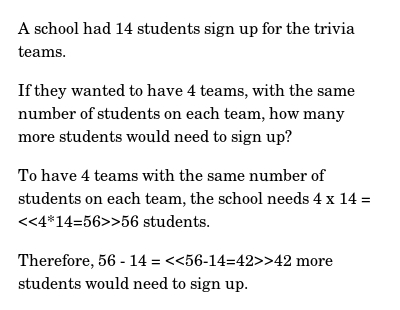 A school had 14 students sign up for the trivia
teams.
If they wanted to have 4 teams, with the same
number of students on each team, how many
more students would need to sign up?
To have 4 teams with the same number of
students on each team, the school needs 4 x 14 =
<<4*14=56>>56 students.
Therefore, 56 - 14 = <<56-14=42>>42 more
students would need to sign up.